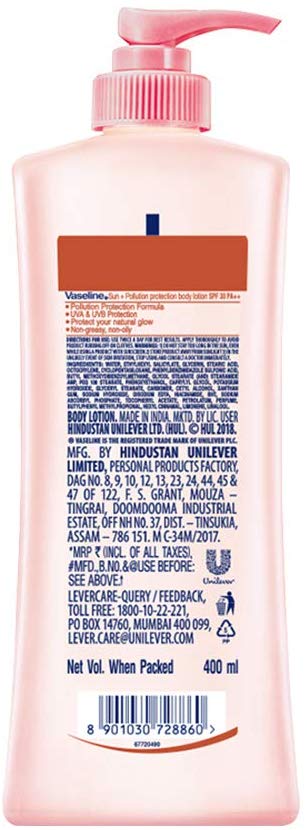 Vaseline. Sun + Pollution protection body lotion SPF 30 PA++
• Pollution Protection Formula
• UVA & UVB Protection
• Protect your natural glow
• Non-greasy, non-oily
BODY LOTION. MADE IN INDIA. MKTD. BY LIC. USER
HINDUSTAN UNILEVER LTD. (HUL). © HUL 2018.
® VASELINE IS THE REGISTERED TRADE MARK OF UNILEVER PLC.
MFG. BY HINDUSTAN UNILEVER
LIMITED, PERSONAL PRODUCTS FACTORY,
DAG NO. 8, 9, 10, 12, 13, 23, 24, 44, 45 &
47 OF 122, F. S. GRANT, MOUZA –
TINGRAI, DOOMDOOMA INDUSTRIAL
ESTATE, OFF NH NO. 37, DIST. – TINSUKIA,
ASSAM – 786 151. M C-34M/2017.
*MRP ₹ (INCL. OF ALL TAXES),
#MFD.,B.NO.&@USE BEFORE:
SEE ABOVE.†
LEVERCARE-QUERY / FEEDBACK,
TOLL FREE: 1800-10-22-221,
PO BOX 14760, MUMBAI 400 099,
LEVER.CARE@UNILEVER.COM
Unilever
PP
Net Vol. When Packed 400 ml
8 901030 728860 >
67720490